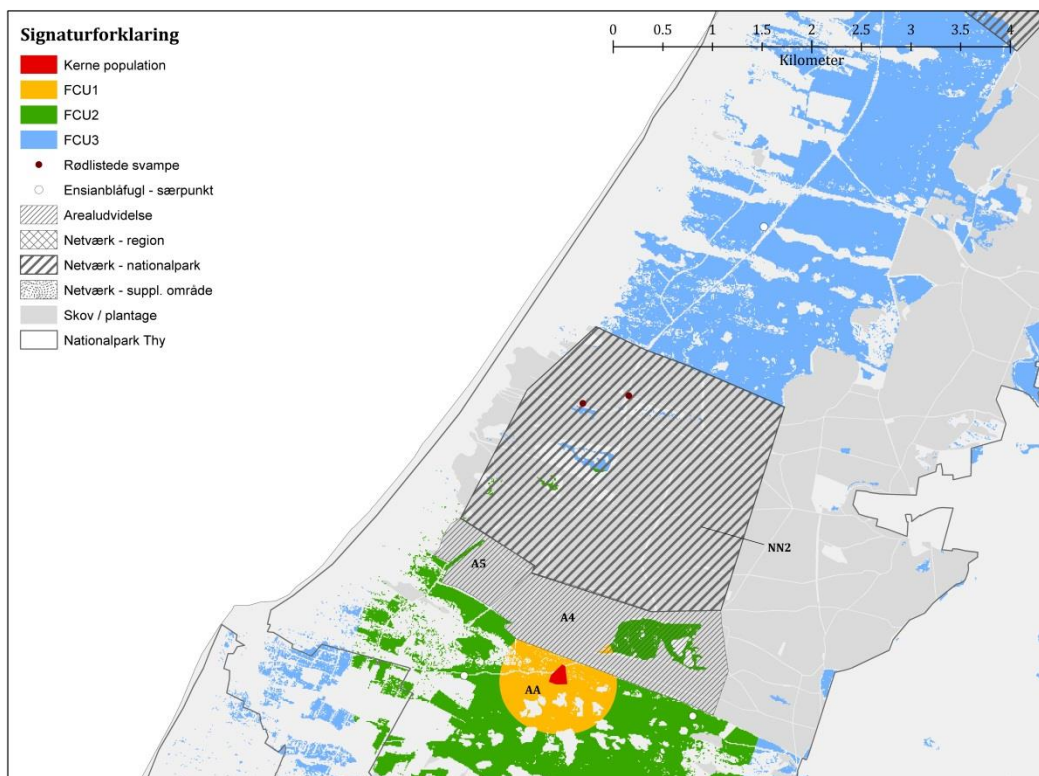 Signaturforklaring
Kerne population
FCU1
FCU2
FCU3
Rødlistede svampe
Ensianblåfugl - særpunkt
Arealudvidelse
Netværk - region
Netværk - nationalpark
Netværk - suppl. område
Skov / plantage
Nationalpark Thy
0 0.5 1 1.5 2 2.5 3 3.5 4
Kilometer
NN2
A5
A4
AA